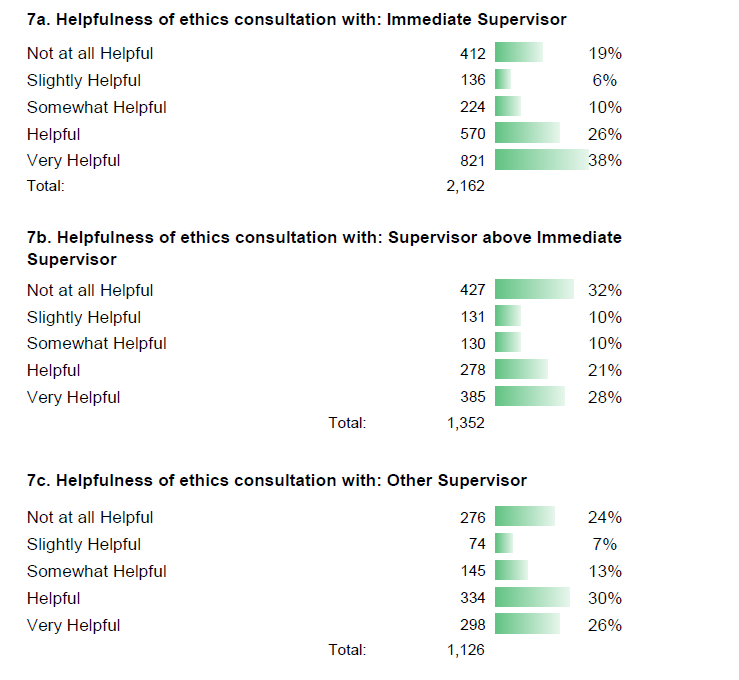 7a. Helpfulness of ethics consultation with: Immediate Supervisor
Not at all Helpful 412 19%
Slightly Helpful 136 6%
Somewhat Helpful 224 10%
Helpful 570 26%
Very Helpful 821 38%
Total: 2,162
7b. Helpfulness of ethics consultation with: Supervisor above Immediate
Supervisor
Not at all Helpful 427 32%
Slightly Helpful 131 10%
Somewhat Helpful 130 10%
Helpful 278 21%
Very Helpful 385 28%
Total: 1,352
7c. Helpfulness of ethics consultation with: Other Supervisor
Not at all Helpful 276 24%
Slightly Helpful 74 7%
Somewhat Helpful 145 13%
Helpful 334 30%
Very Helpful 298 26%
Total: 1,126